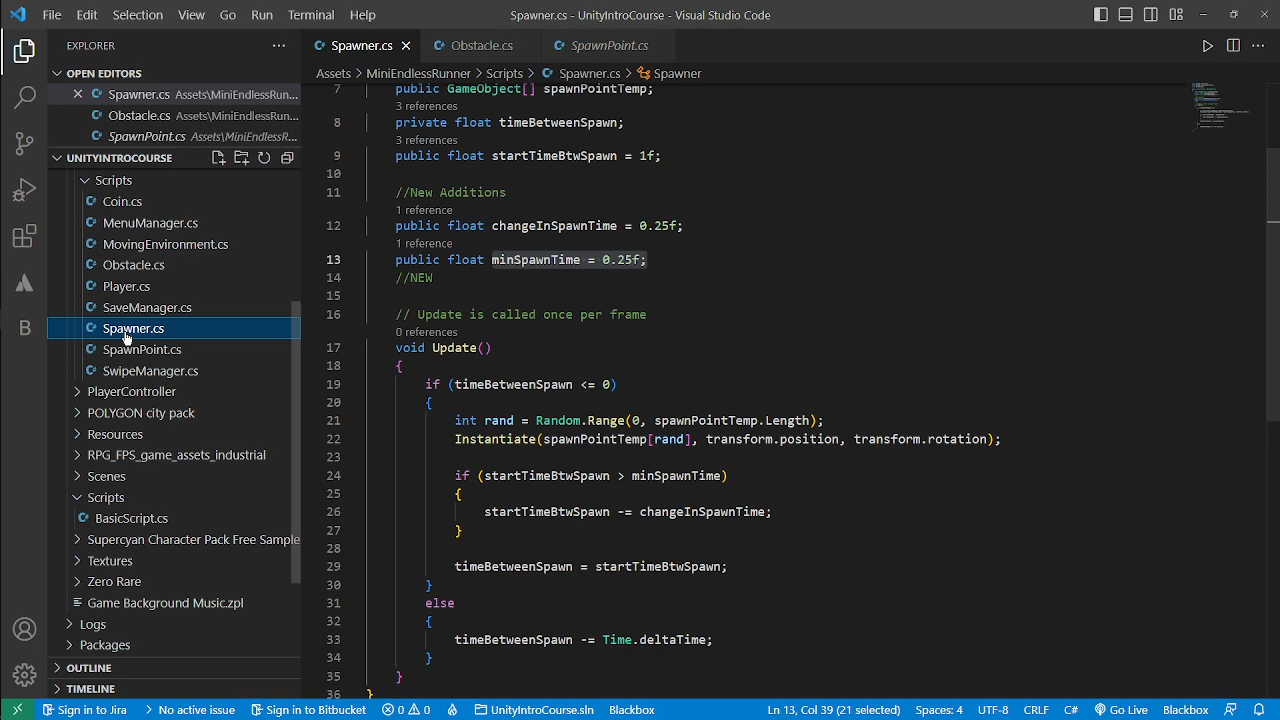 File Edit Selection View Go Run Terminal Help
Spawner.cs - UnityIntroCourse - Visual Studio Code
EXPLORER
OPEN EDITORS
Spawner.cs Assets\MiniEndlessRun...
Obstacle.cs Assets\MiniEndlessRun...
SpawnPoint.cs Assets\MiniEndlessR...
UNITYINTROCOURSE
Scripts
Coin.cs
MenuManager.cs
MovingEnvironment.cs
Obstacle.cs
Player.cs
SaveManager.cs
Spawner.cs
SpawnPoint.cs
SwipeManager.cs
PlayerController
POLYGON city pack
Resources
RPG_FPS_game_assets_industrial
Scenes
Scripts
BasicScript.cs
Supercyan Character Pack Free Sample
Textures
Zero Rare
Game Background Music.zpl
Logs
Packages
OUTLINE
TIMELINE
Spawner.cs Obstacle.cs SpawnPoint.cs
Assets > MiniEndlessRunner > Scripts > Spawner.cs > Spawner
7 public GameObject[] spawnPointTemp;
3 references
8 private float timeBetweenSpawn;
3 references
9 public float startTimeBtwSpawn = 1f;
10
11 //New Additions
1 reference
12 public float changeInSpawnTime = 0.25f;
1 reference
13 public float minSpawnTime = 0.25f;
14 //NEW
15
16 // Update is called once per frame
0 references
17 void Update()
18 {
19 if (timeBetweenSpawn <= 0)
20 {
21 int rand = Random.Range(0, spawnPointTemp.Length);
22 Instantiate(spawnPointTemp[rand], transform.position, transform.rotation);
23
24 if (startTimeBtwSpawn > minSpawnTime)
25 {
26 startTimeBtwSpawn -= changeInSpawnTime;
27 }
28
29 timeBetweenSpawn = startTimeBtwSpawn;
30 }
31 else
32 {
33 timeBetweenSpawn -= Time.deltaTime;
34 }
35 }
36 }
Sign in to Jira No active issue Sign in to Bitbucket 0 0 UnityIntroCourse.sln Blackbox Ln 13, Col 39 (21 selected) Spaces: 4 UTF-8 CRLF C# Go Live Blackbox